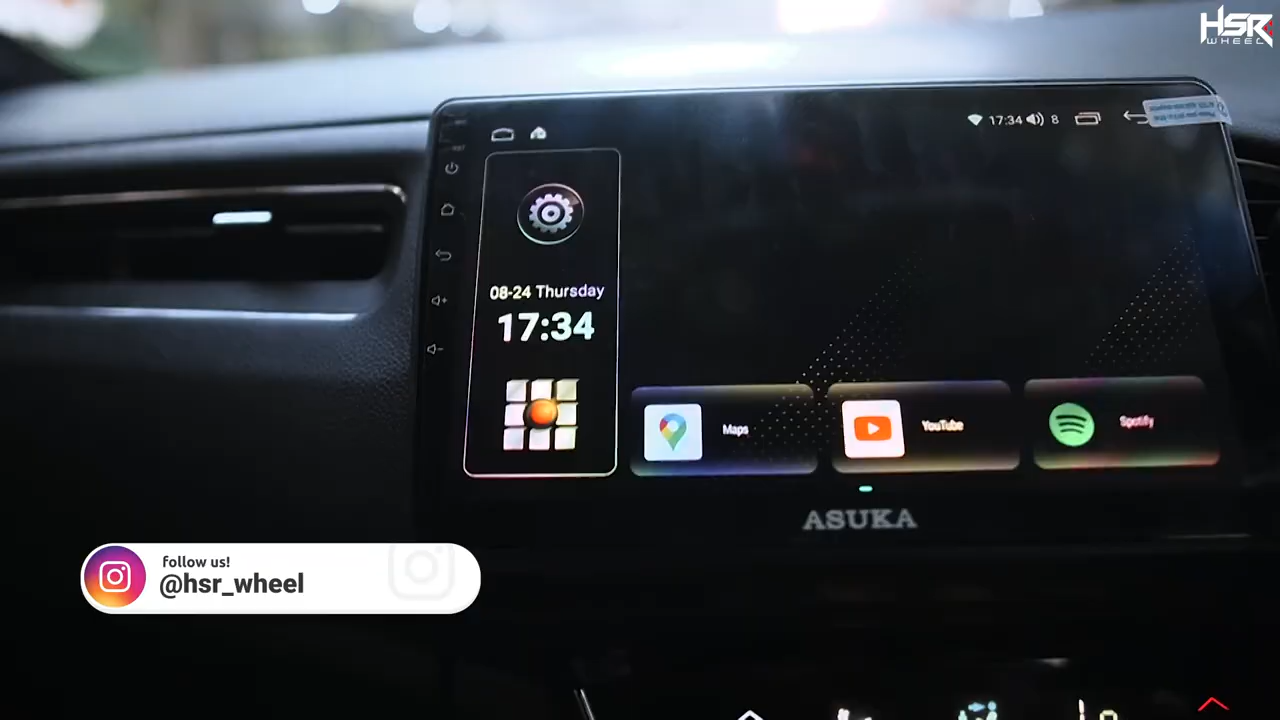 HSR
WHEEL
17:34 8
08-24 Thursday
17:34
Maps
YouTube
Spotify
ASUKA
follow us!
@hsr_wheel